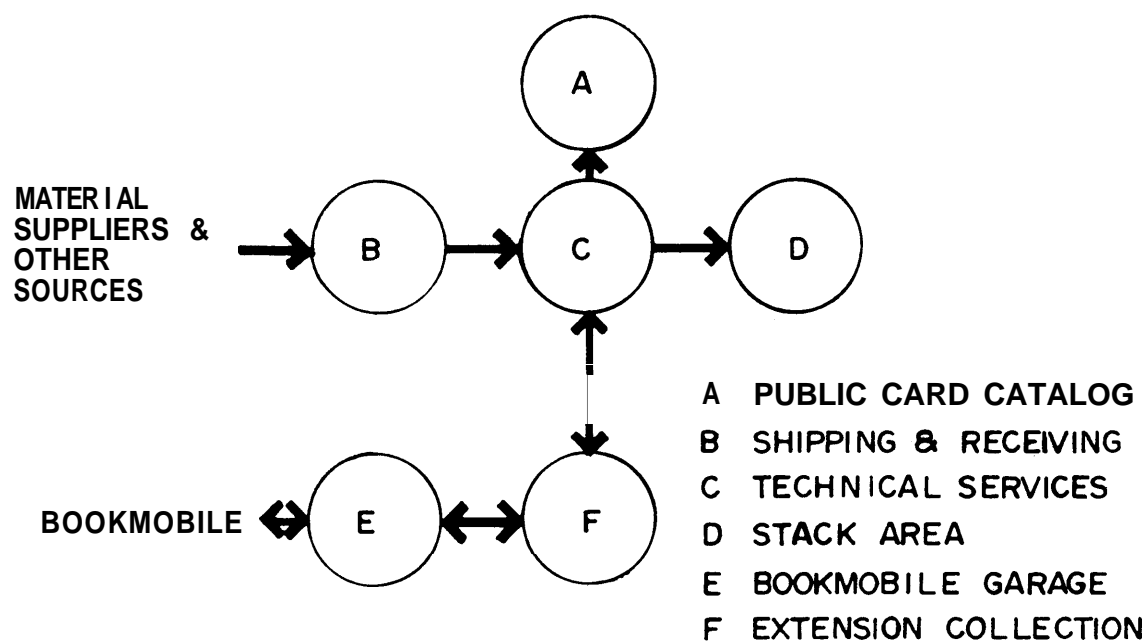 A
MATERIAL
SUPPLIERS &
OTHER
SOURCES
B
C
D
BOOKMOBILE
E
F
A PUBLIC CARD CATALOG
B SHIPPING & RECEIVING
C TECHNICAL SERVICES
D STACK AREA
E BOOKMOBILE GARAGE
F EXTENSION COLLECTION